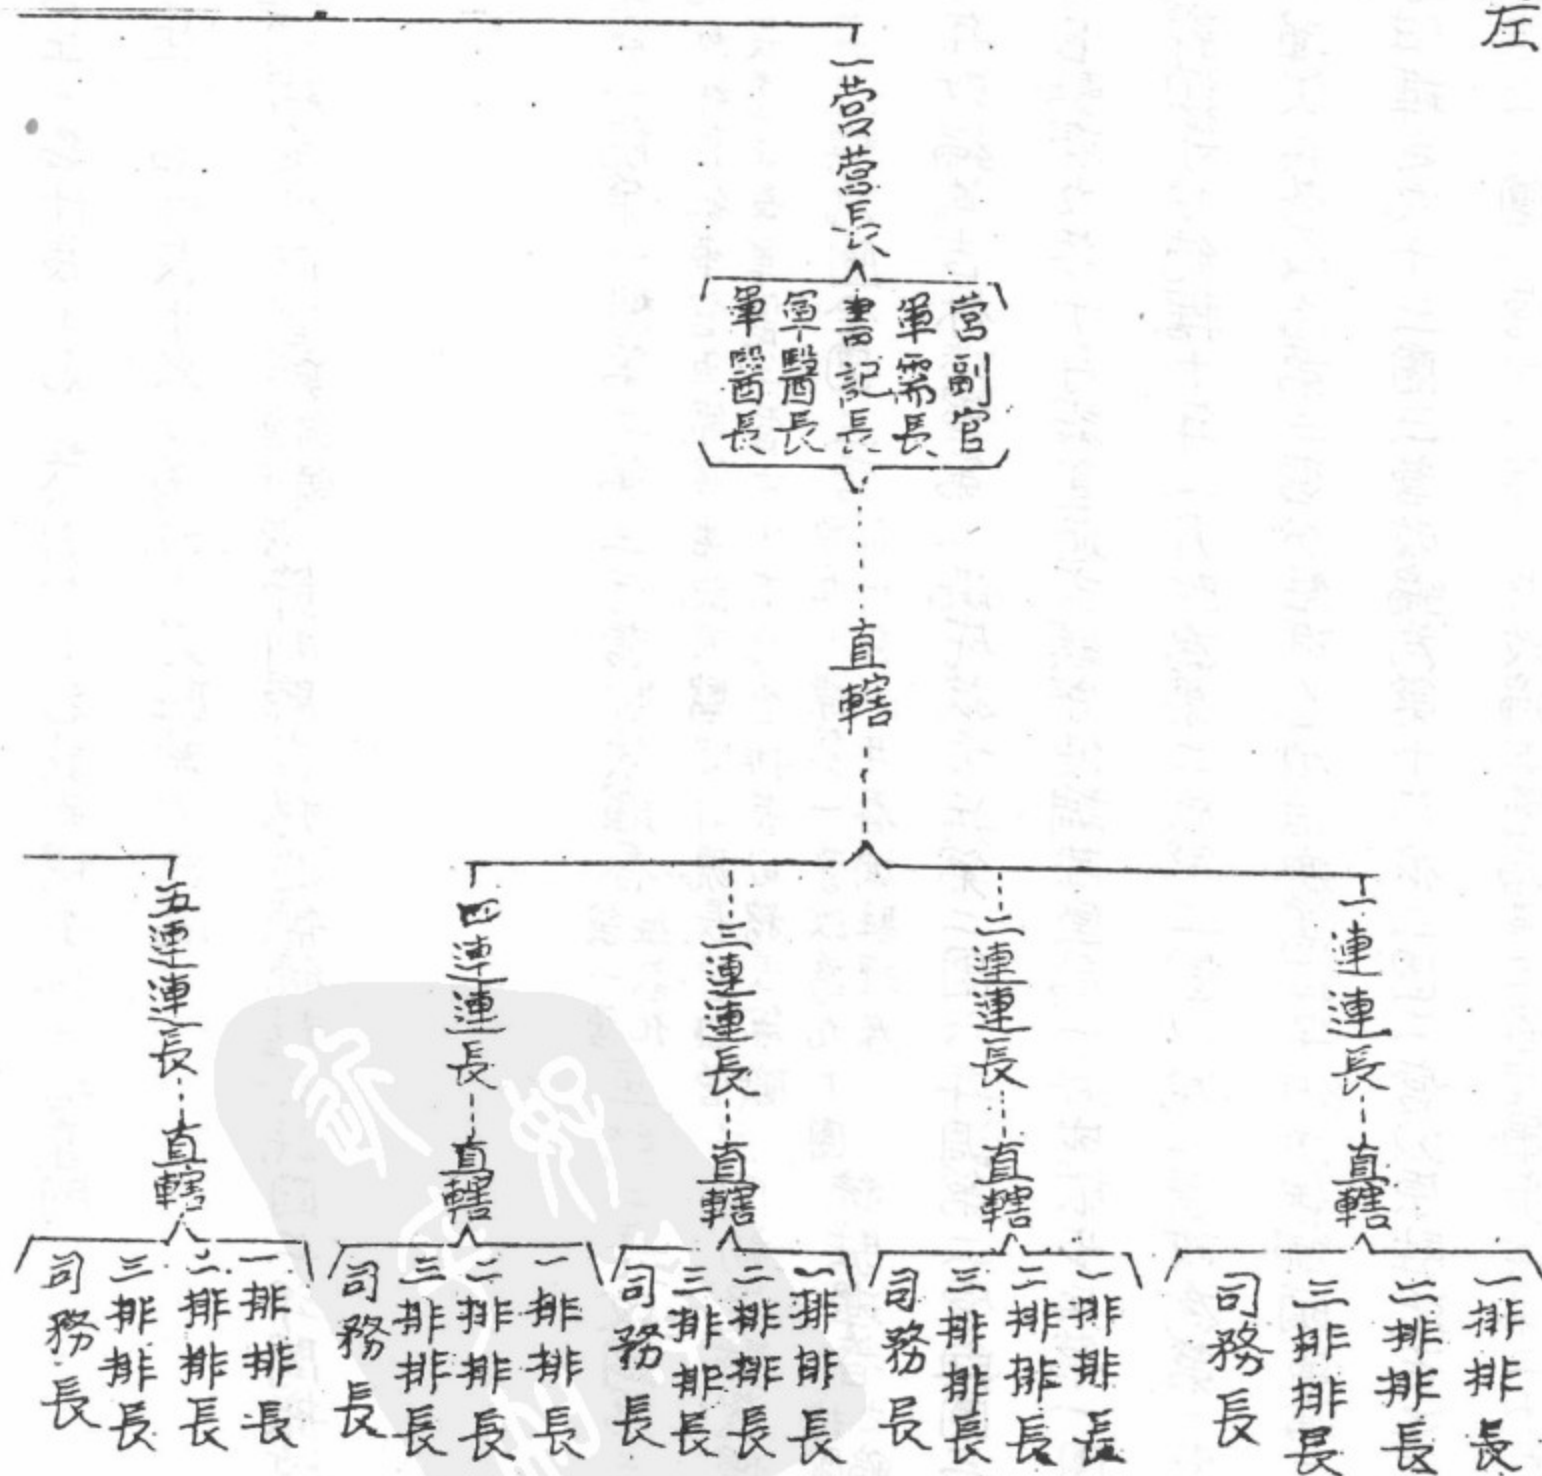 左
一营营長
营副官
軍需長
書記長
軍醫長
軍醫長
直轄
一連連長
直轄
一排排長
二排排長
三排排長
司務長
二連連長
直轄
一排排長
二排排長
三排排長
司務長
三連連長
直轄
一排排長
二排排長
三排排長
司務長
四連連長
直轄
一排排長
二排排長
三排排長
司務長
五連連長
直轄
一排排長
二排排長
三排排長
司務長